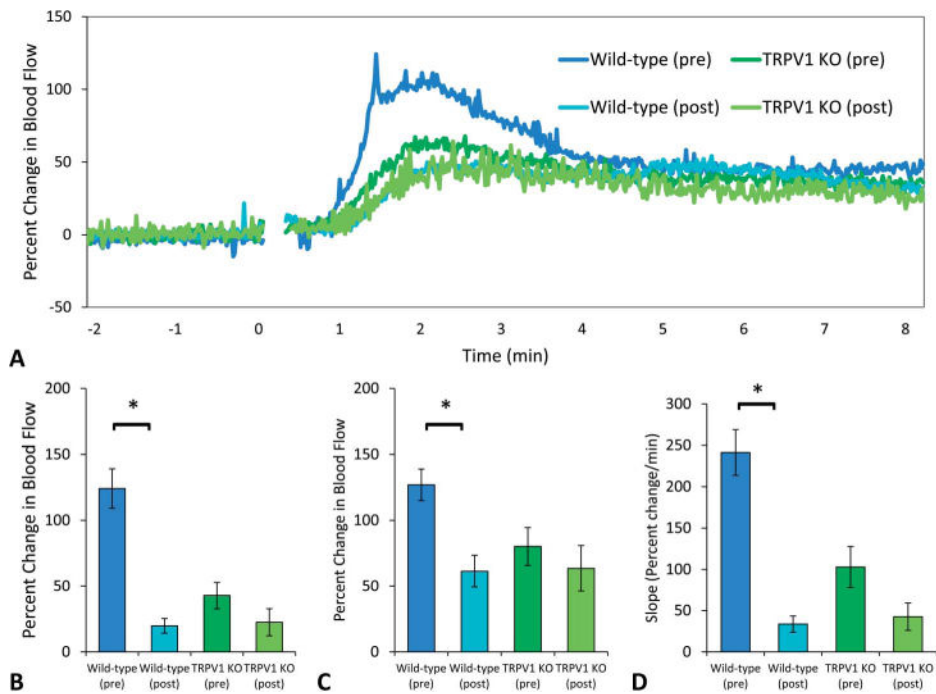 150
100
50
0
-50
Percent Change in Blood Flow
Wild-type (pre)
TRPV1 KO (pre)
Wild-type (post)
TRPV1 KO (post)
-2
-1
0
1
2
3
4
5
6
7
8
Time (min)
A
200
150
100
50
0
Percent Change in Blood Flow
*
Wild-type (pre)
Wild-type (post)
TRPV1 KO (pre)
TRPV1 KO (post)
B
200
150
100
50
0
Percent Change in Blood Flow
*
Wild-type (pre)
Wild-type (post)
TRPV1 KO (pre)
TRPV1 KO (post)
C
300
250
200
150
100
50
0
Slope (Percent change/min)
*
Wild-type (pre)
Wild-type (post)
TRPV1 KO (pre)
TRPV1 KO (post)
D